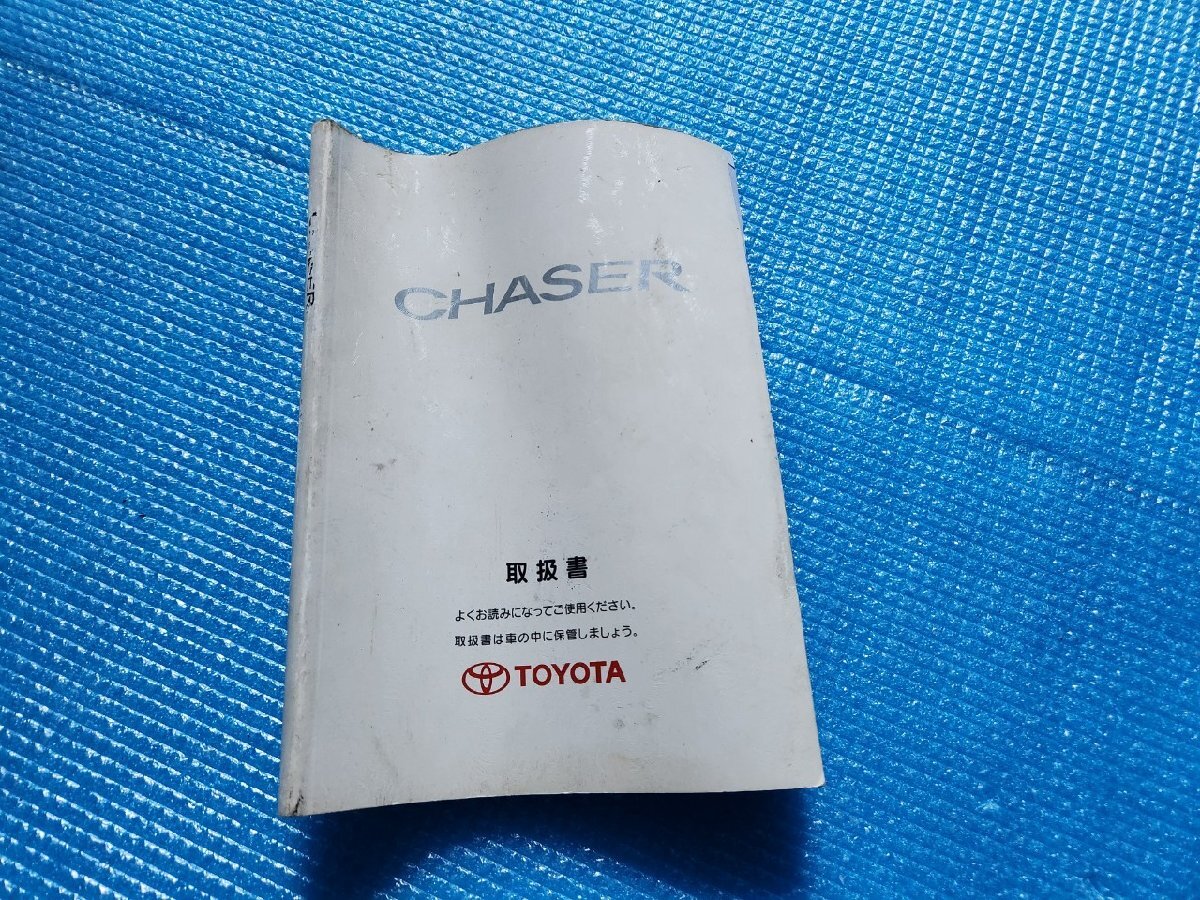 CHASER
取扱書
よくお読みになってご使用ください。
取扱書は車の中に保管しましょう。
TOYOTA